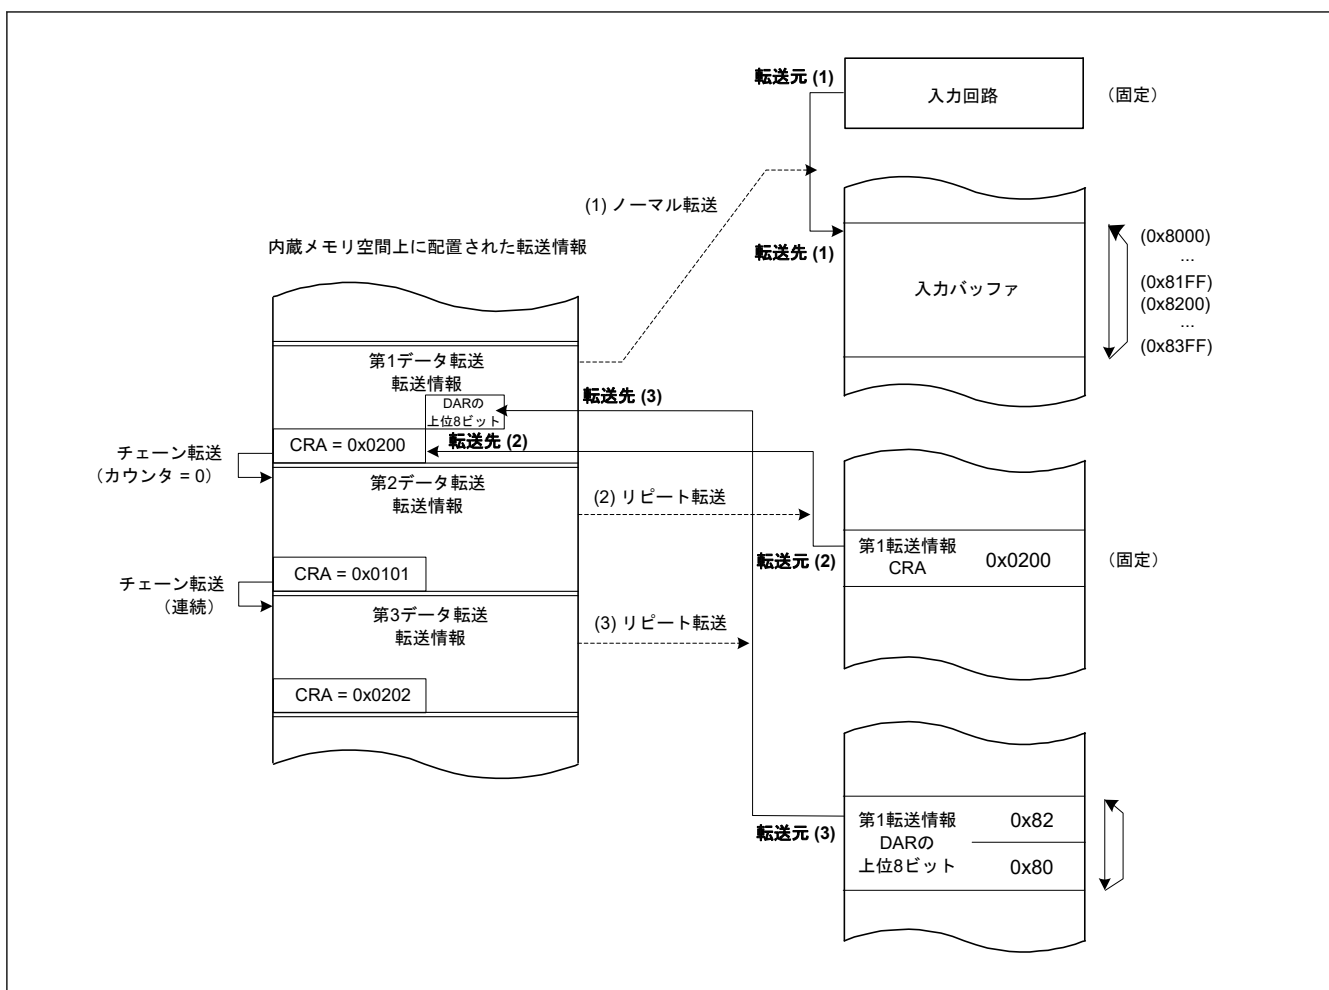 転送元 (1)
入力回路
（固定）
(1) ノーマル転送
転送先 (1)
入力バッファ
(0x8000)
...
(0x81FF)
(0x8200)
...
(0x83FF)
内蔵メモリ空間上に配置された転送情報
第1データ転送
転送情報
DARの
上位8ビット
転送先 (3)
CRA = 0x0200
転送先 (2)
チェーン転送
（カウンタ = 0）
第2データ転送
転送情報
(2) リピート転送
転送元 (2)
第1転送情報
CRA
0x0200
（固定）
CRA = 0x0101
チェーン転送
（連続）
第3データ転送
転送情報
(3) リピート転送
CRA = 0x0202
転送元 (3)
第1転送情報
DARの
上位8ビット
0x82
0x80